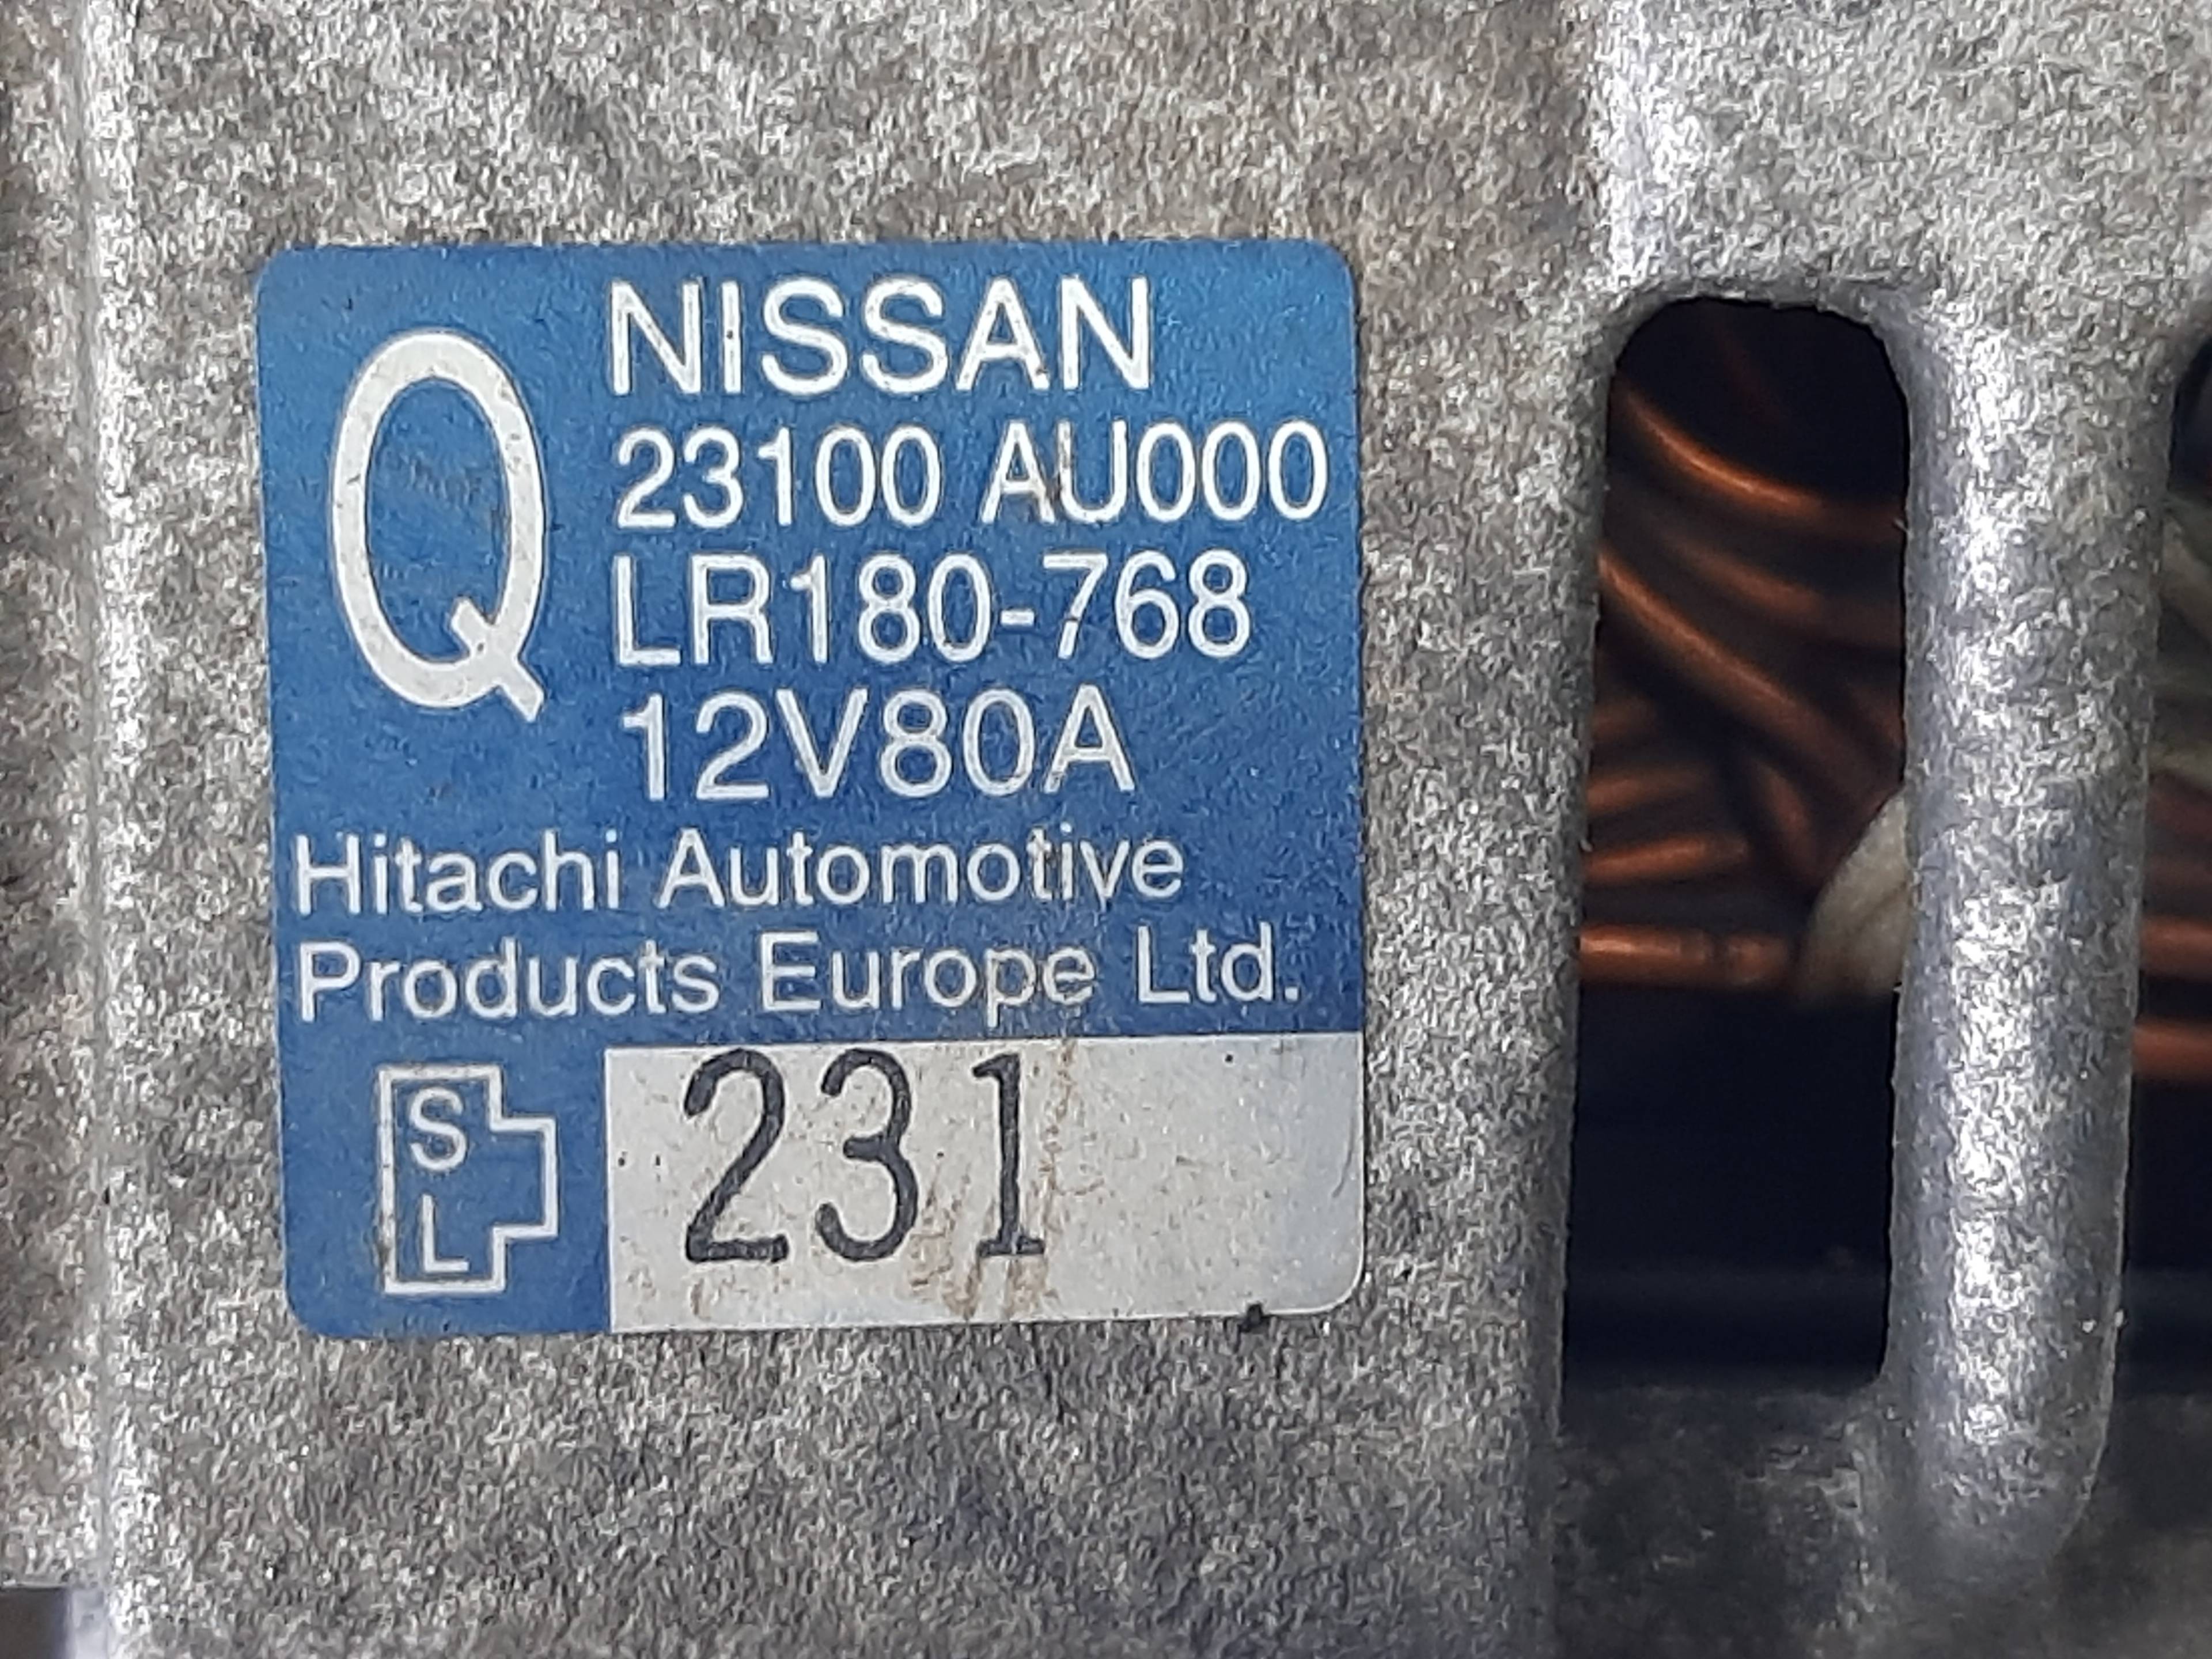 Q
NISSAN
23100 AU000
LR180-768
12V80A
Hitachi Automotive
Products Europe Ltd.
S
L
231